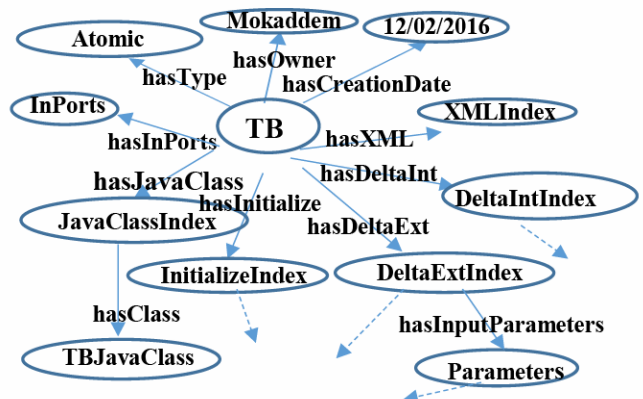 Mokaddem
12/02/2016
Atomic
hasOwner
hasType
hasCreationDate
InPorts
XMLIndex
TB
hasInPorts
hasXML
hasJavaClass
hasDeltaInt
DeltaIntIndex
hasInitialize
JavaClassIndex
hasDeltaExt
InitializeIndex
DeltaExtIndex
hasClass
hasInputParameters
TBJavaClass
Parameters